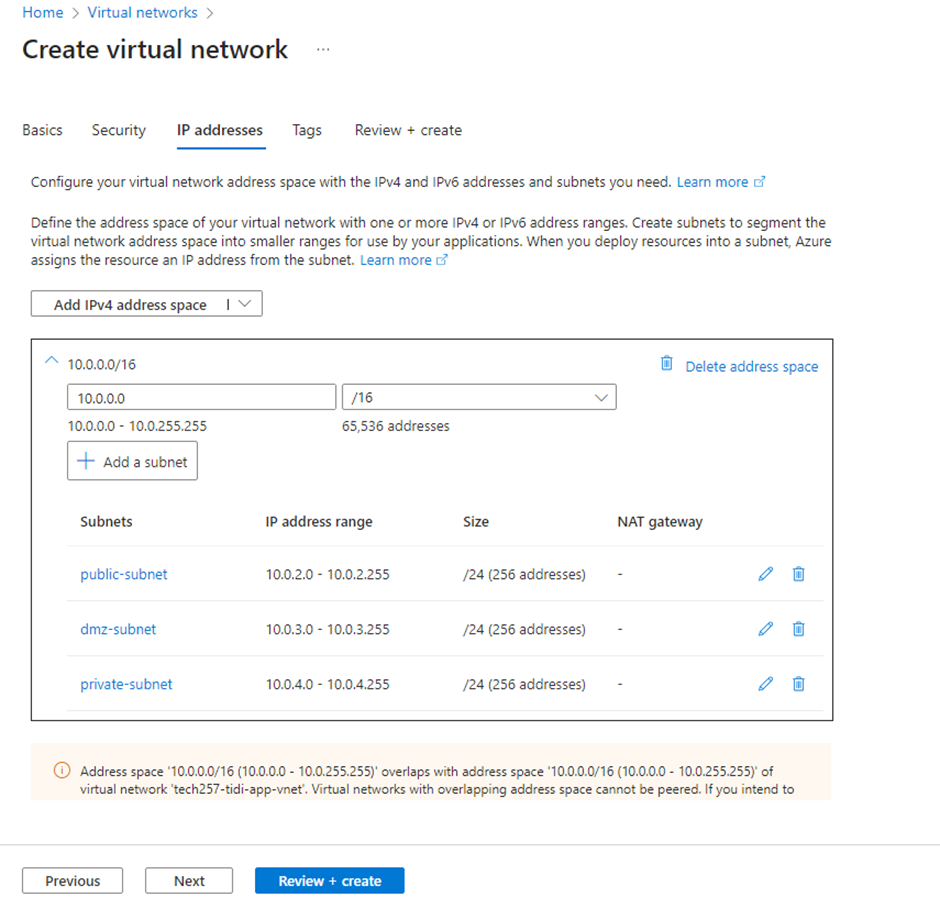 Home > Virtual networks >
Create virtual network ...
Basics Security IP addresses Tags Review + create
Configure your virtual network address space with the IPv4 and IPv6 addresses and subnets you need. Learn more
Define the address space of your virtual network with one or more IPv4 or IPv6 address ranges. Create subnets to segment the
virtual network address space into smaller ranges for use by your applications. When you deploy resources into a subnet, Azure
assigns the resource an IP address from the subnet. Learn more
Add IPv4 address space |
10.0.0.0/16 Delete address space
10.0.0.0 /16
10.0.0.0 - 10.0.255.255 65,536 addresses
+ Add a subnet
Subnets IP address range Size NAT gateway
public-subnet 10.0.2.0 - 10.0.2.255 /24 (256 addresses) -
dmz-subnet 10.0.3.0 - 10.0.3.255 /24 (256 addresses) -
private-subnet 10.0.4.0 - 10.0.4.255 /24 (256 addresses) -
Address space '10.0.0.0/16 (10.0.0.0 - 10.0.255.255)' overlaps with address space '10.0.0.0/16 (10.0.0.0 - 10.0.255.255)' of
virtual network 'tech257-tidi-app-vnet'. Virtual networks with overlapping address space cannot be peered. If you intend to
Previous Next Review + create